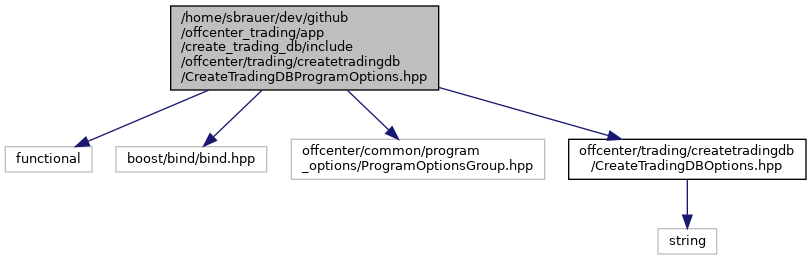 /home/sbrauer/dev/github
/offcenter_trading/app
/create_trading_db/include
/offcenter/trading/createtradingdb
/CreateTradingDBProgramOptions.hpp
functional
boost/bind/bind.hpp
offcenter/common/program
_options/ProgramOptionsGroup.hpp
offcenter/trading/createtradingdb
/CreateTradingDBOptions.hpp
string